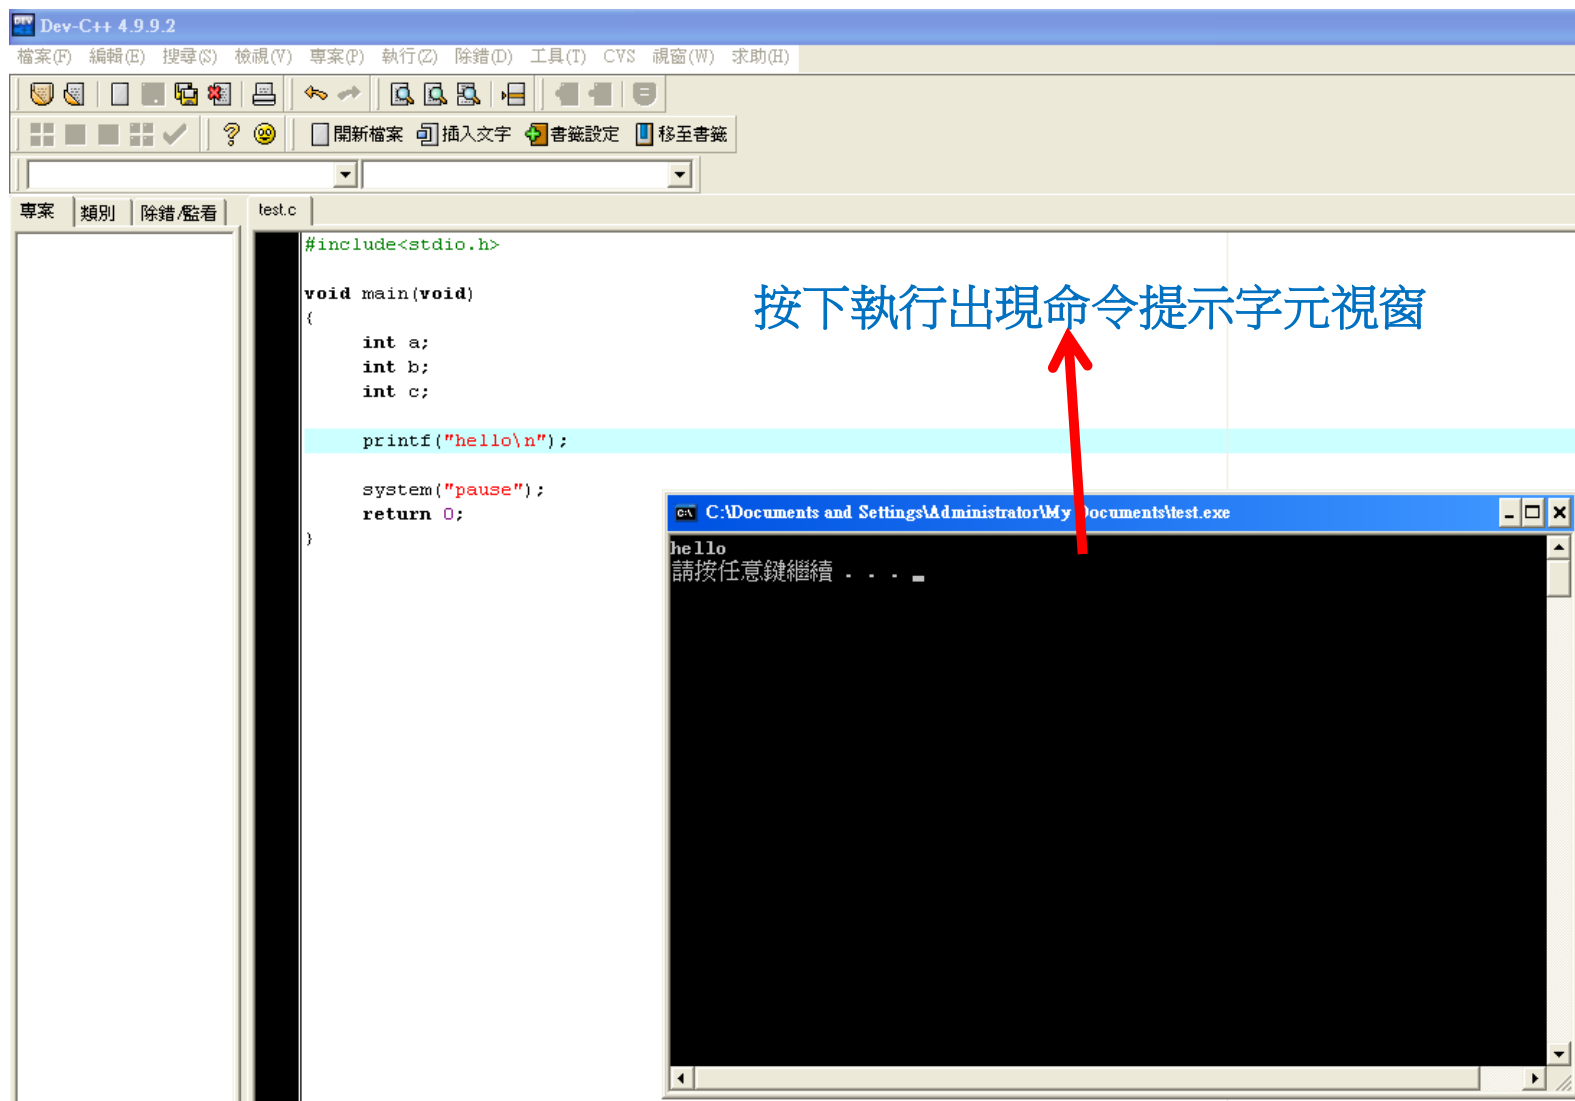 Dev-C++ 4.9.9.2
檔案(F) 編輯(E) 搜尋(S) 檢視(V) 專案(P) 執行(Z) 除錯(D) 工具(T) CVS 視窗(W) 求助(H)
開新檔案 插入文字 書籤設定 移至書籤
專案 類別 除錯/監看 test.c
#include<stdio.h>
void main(void)
{
int a;
int b;
int c;
printf("hello\n");
system("pause");
return 0;
}
按下執行出現命令提示字元視窗
C:\Documents and Settings\Administrator\My Documents\test.exe
hello
請按任意鍵繼續 . . .